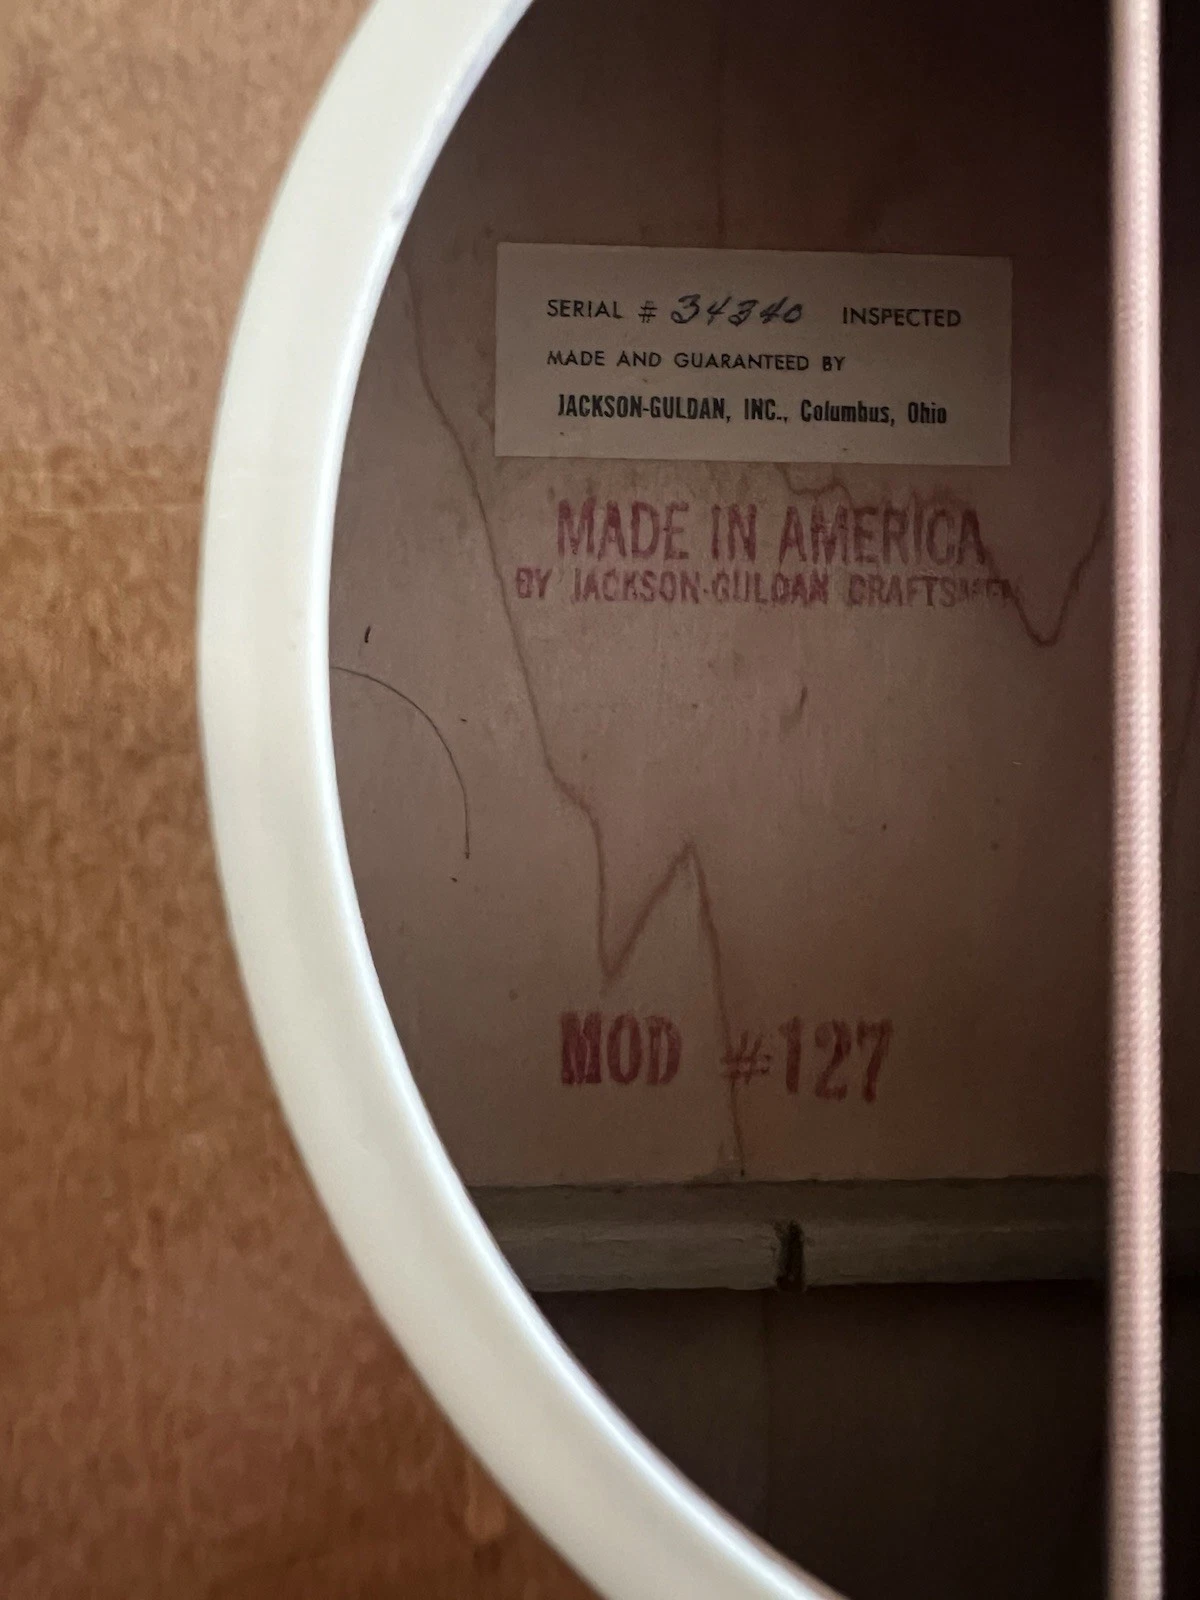 SERIAL # 34340 INSPECTED
MADE AND GUARANTEED BY
JACKSON-GULDAN, INC., Columbus, Ohio
MADE IN AMERICA
BY JACKSON-GULDAN CRAFTSMEN
MOD #127